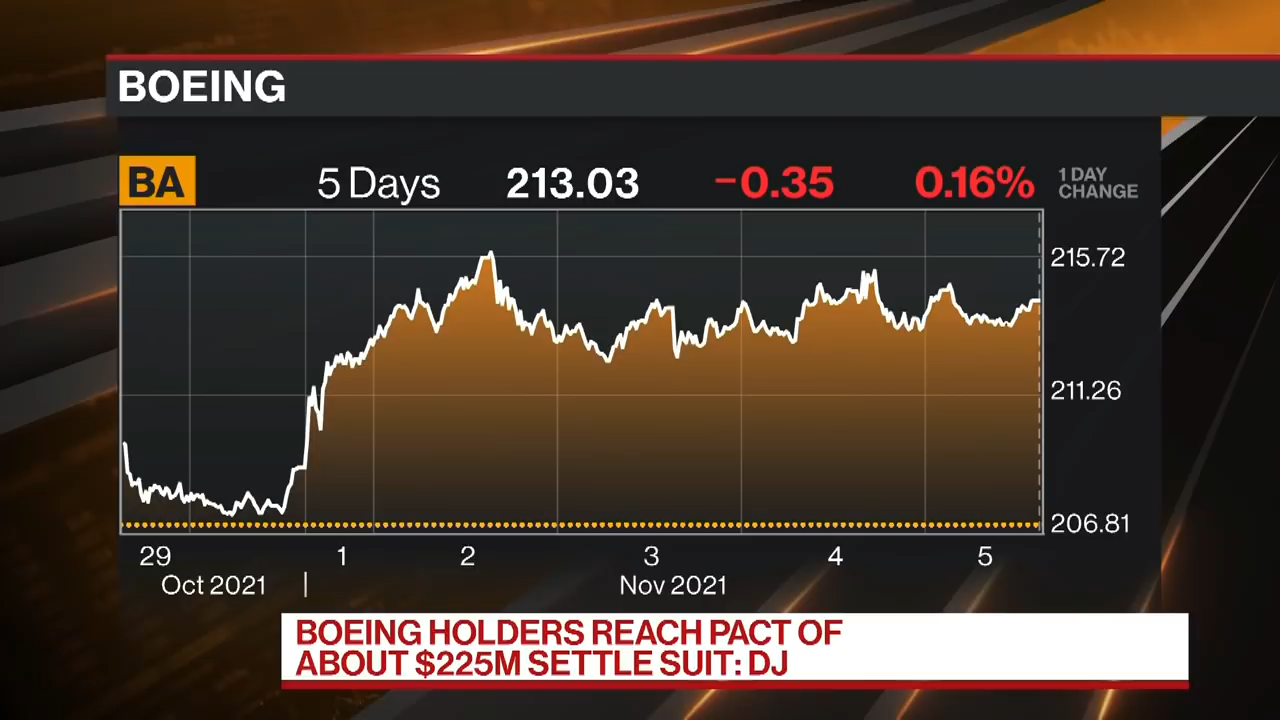 BOEING
BA 5 Days 213.03 −0.35 0.16% 1 DAY CHANGE
215.72
211.26
206.81
29 1 2 3 4 5
Oct 2021 | Nov 2021
BOEING HOLDERS REACH PACT OF
ABOUT $225M SETTLE SUIT: DJ